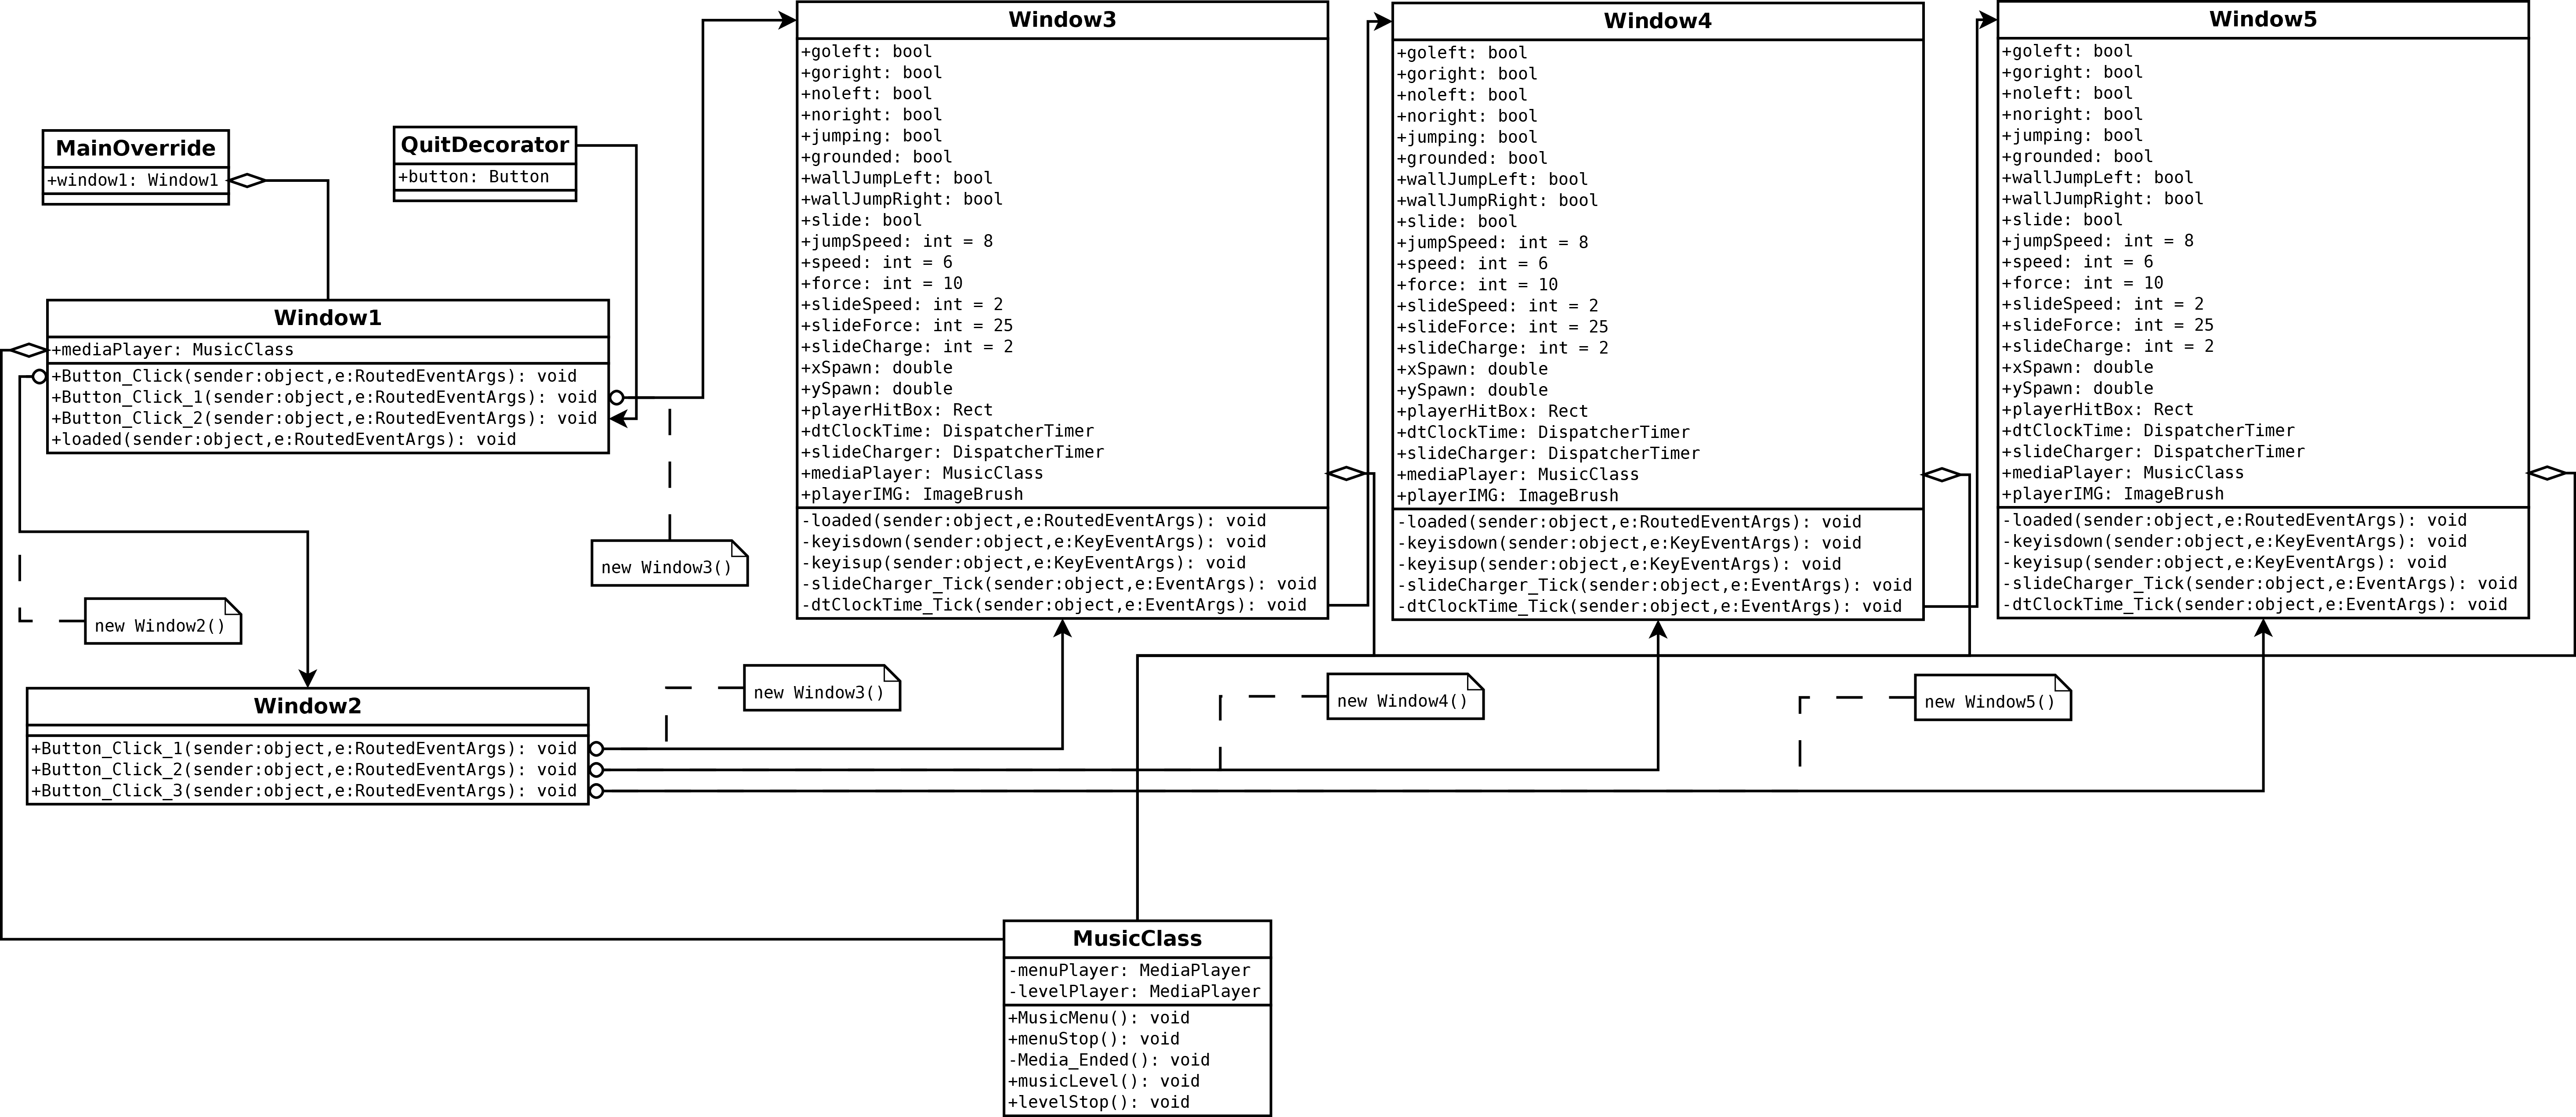 MainOverride
+window1: Window1
QuitDecorator
+button: Button
Window1
+mediaPlayer: MusicClass
+Button_Click(sender:object,e:RoutedEventArgs): void
+Button_Click_1(sender:object,e:RoutedEventArgs): void
+Button_Click_2(sender:object,e:RoutedEventArgs): void
+loaded(sender:object,e:RoutedEventArgs): void
new Window3()
new Window2()
Window2
+Button_Click_1(sender:object,e:RoutedEventArgs): void
+Button_Click_2(sender:object,e:RoutedEventArgs): void
+Button_Click_3(sender:object,e:RoutedEventArgs): void
Window3
+goleft: bool
+goright: bool
+noleft: bool
+noright: bool
+jumping: bool
+grounded: bool
+wallJumpLeft: bool
+wallJumpRight: bool
+slide: bool
+jumpSpeed: int = 8
+speed: int = 6
+force: int = 10
+slideSpeed: int = 2
+slideForce: int = 25
+slideCharge: int = 2
+xSpawn: double
+ySpawn: double
+playerHitBox: Rect
+dtClockTime: DispatcherTimer
+slideCharger: DispatcherTimer
+mediaPlayer: MusicClass
+playerIMG: ImageBrush
-loaded(sender:object,e:RoutedEventArgs): void
-keyisdown(sender:object,e:KeyEventArgs): void
-keyisup(sender:object,e:KeyEventArgs): void
-slideCharger_Tick(sender:object,e:EventArgs): void
-dtClockTime_Tick(sender:object,e:EventArgs): void
Window4
+goleft: bool
+goright: bool
+noleft: bool
+noright: bool
+jumping: bool
+grounded: bool
+wallJumpLeft: bool
+wallJumpRight: bool
+slide: bool
+jumpSpeed: int = 8
+speed: int = 6
+force: int = 10
+slideSpeed: int = 2
+slideForce: int = 25
+slideCharge: int = 2
+xSpawn: double
+ySpawn: double
+playerHitBox: Rect
+dtClockTime: DispatcherTimer
+slideCharger: DispatcherTimer
+mediaPlayer: MusicClass
+playerIMG: ImageBrush
-loaded(sender:object,e:RoutedEventArgs): void
-keyisdown(sender:object,e:KeyEventArgs): void
-keyisup(sender:object,e:KeyEventArgs): void
-slideCharger_Tick(sender:object,e:EventArgs): void
-dtClockTime_Tick(sender:object,e:EventArgs): void
Window5
+goleft: bool
+goright: bool
+noleft: bool
+noright: bool
+jumping: bool
+grounded: bool
+wallJumpLeft: bool
+wallJumpRight: bool
+slide: bool
+jumpSpeed: int = 8
+speed: int = 6
+force: int = 10
+slideSpeed: int = 2
+slideForce: int = 25
+slideCharge: int = 2
+xSpawn: double
+ySpawn: double
+playerHitBox: Rect
+dtClockTime: DispatcherTimer
+slideCharger: DispatcherTimer
+mediaPlayer: MusicClass
+playerIMG: ImageBrush
-loaded(sender:object,e:RoutedEventArgs): void
-keyisdown(sender:object,e:KeyEventArgs): void
-keyisup(sender:object,e:KeyEventArgs): void
-slideCharger_Tick(sender:object,e:EventArgs): void
-dtClockTime_Tick(sender:object,e:EventArgs): void
new Window3()
new Window4()
new Window5()
MusicClass
-menuPlayer: MediaPlayer
-levelPlayer: MediaPlayer
+MusicMenu(): void
+menuStop(): void
-Media_Ended(): void
+musicLevel(): void
+levelStop(): void